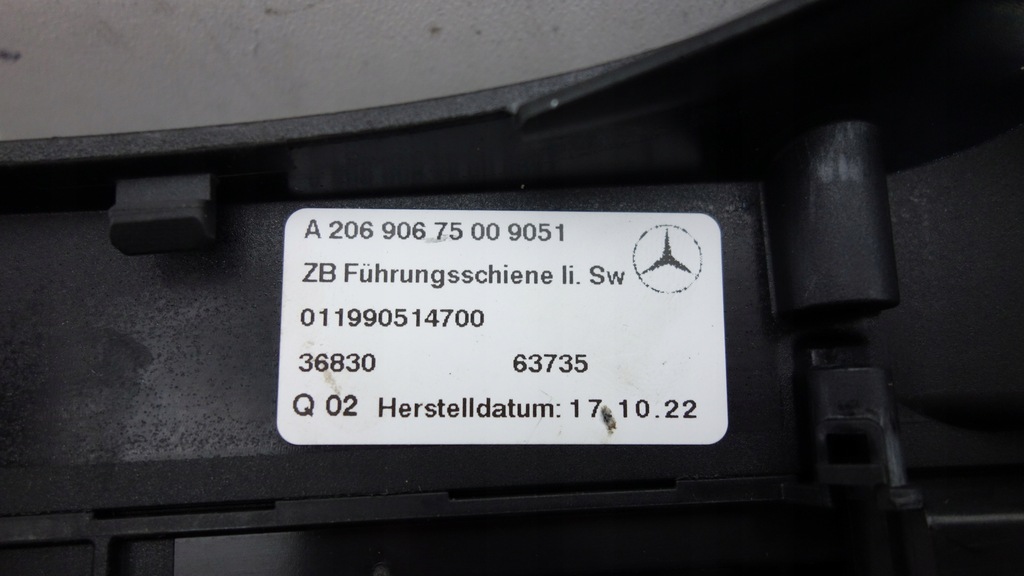 A 206 906 75 00 9051
ZB Führungsschiene li. Sw
011990514700
36830 63735
Q 02 Herstelldatum: 17.10.22